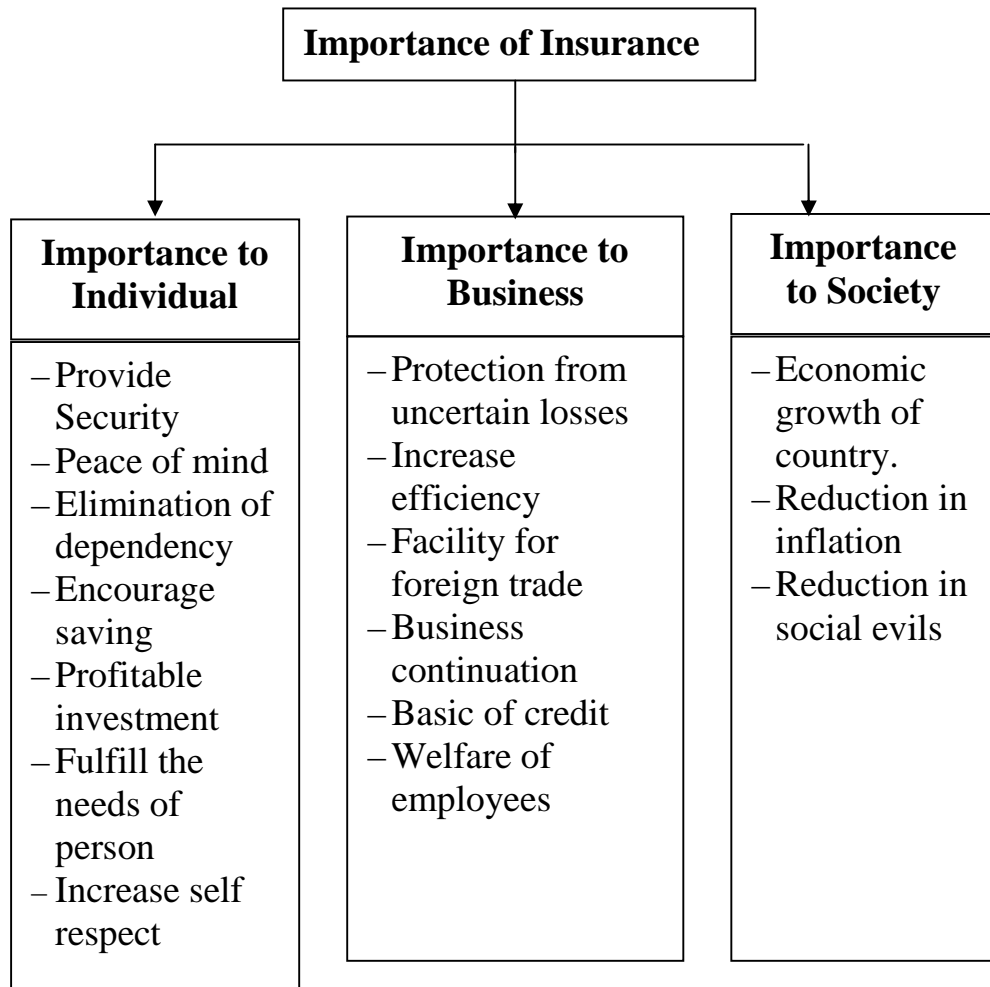 Importance of Insurance
Importance to
Individual
– Provide
Security
– Peace of mind
– Elimination of
dependency
– Encourage
saving
– Profitable
investment
– Fulfill the
needs of
person
– Increase self
respect
Importance to
Business
– Protection from
uncertain losses
– Increase
efficiency
– Facility for
foreign trade
– Business
continuation
– Basic of credit
– Welfare of
employees
Importance
to Society
– Economic
growth of
country.
– Reduction in
inflation
– Reduction in
social evils